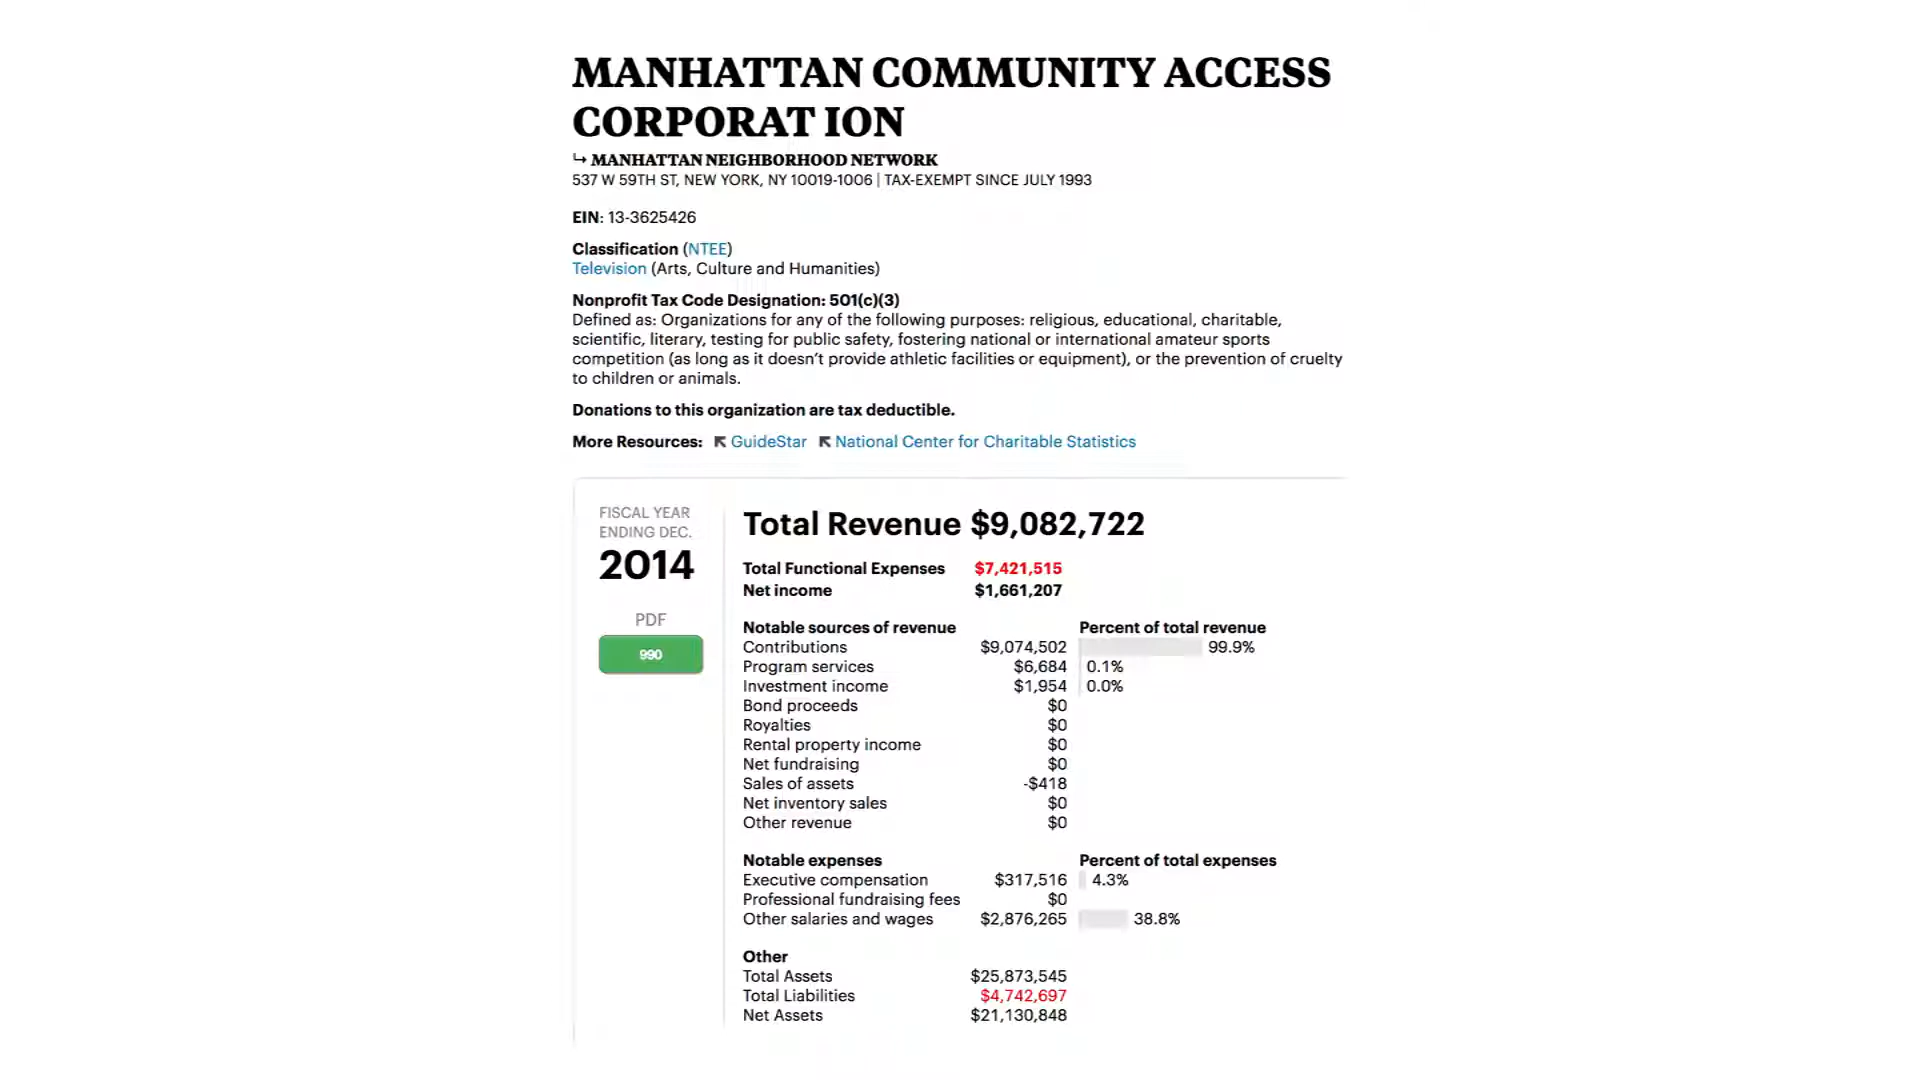 MANHATTAN COMMUNITY ACCESS
CORPORAT ION
↳ MANHATTAN NEIGHBORHOOD NETWORK
537 W 59TH ST, NEW YORK, NY 10019-1006 | TAX-EXEMPT SINCE JULY 1993
EIN: 13-3625426
Classification (NTEE)
Television (Arts, Culture and Humanities)
Nonprofit Tax Code Designation: 501(c)(3)
Defined as: Organizations for any of the following purposes: religious, educational, charitable,
scientific, literary, testing for public safety, fostering national or international amateur sports
competition (as long as it doesn't provide athletic facilities or equipment), or the prevention of cruelty
to children or animals.
Donations to this organization are tax deductible.
More Resources: GuideStar National Center for Charitable Statistics
FISCAL YEAR
ENDING DEC.
2014
PDF
990
Total Revenue $9,082,722
Total Functional Expenses $7,421,515
Net income $1,661,207
Notable sources of revenue Percent of total revenue
Contributions $9,074,502 99.9%
Program services $6,684 0.1%
Investment income $1,954 0.0%
Bond proceeds $0
Royalties $0
Rental property income $0
Net fundraising $0
Sales of assets -$418
Net inventory sales $0
Other revenue $0
Notable expenses Percent of total expenses
Executive compensation $317,516 4.3%
Professional fundraising fees $0
Other salaries and wages $2,876,265 38.8%
Other
Total Assets $25,873,545
Total Liabilities $4,742,697
Net Assets $21,130,848